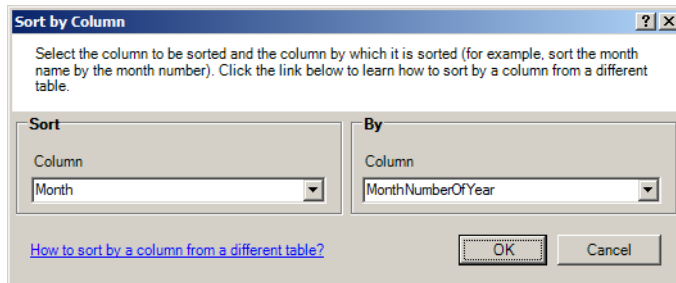 Sort by Column
Select the column to be sorted and the column by which it is sorted (for example, sort the month
name by the month number). Click the link below to learn how to sort by a column from a different
table.
Sort
By
Column
Column
Month
MonthNumberOfYear
How to sort by a column from a different table?
OK
Cancel